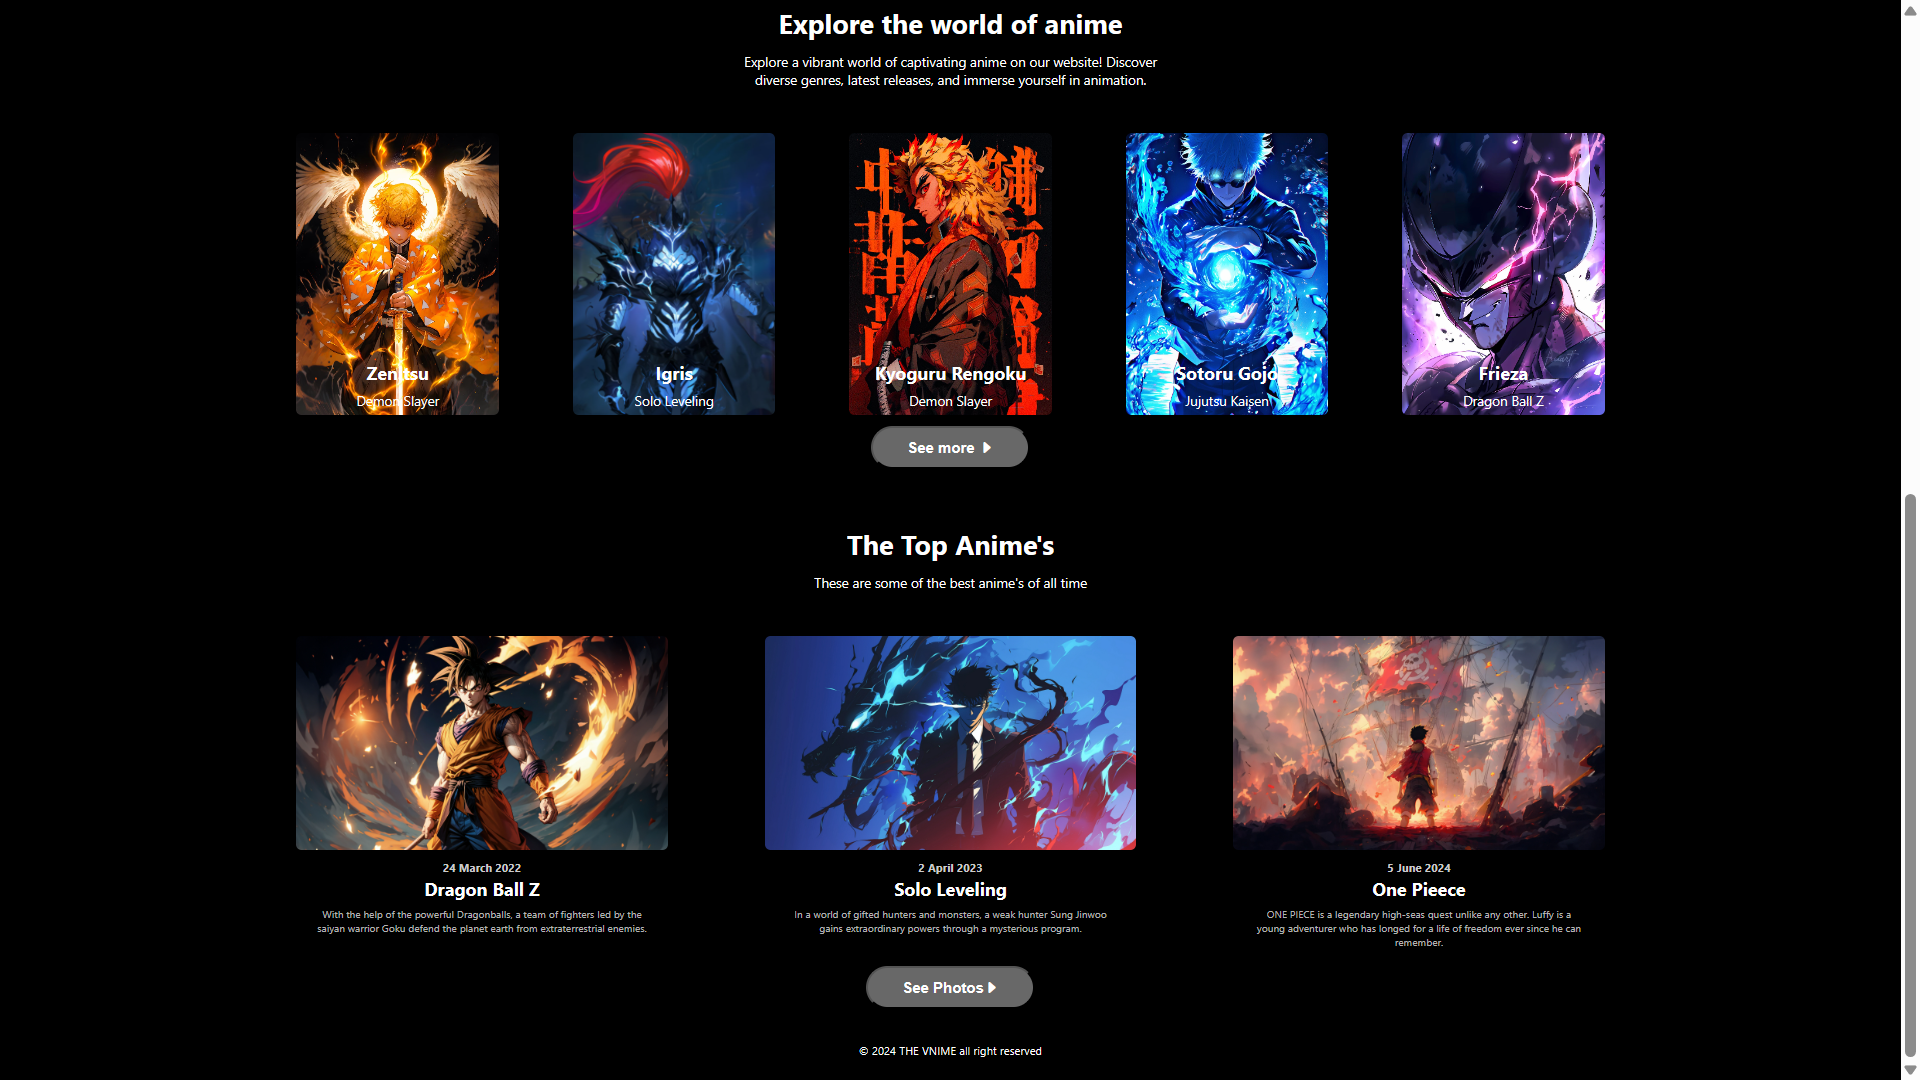 Explore the world of anime
Explore a vibrant world of captivating anime on our website! Discover
diverse genres, latest releases, and immerse yourself in animation.
Zenitsu
Demon Slayer
Igris
Solo Leveling
Kyoguru Rengoku
Demon Slayer
Sotoru Gojo
Jujutsu Kaisen
Frieza
Dragon Ball Z
See more
The Top Anime's
These are some of the best anime's of all time
24 March 2022
Dragon Ball Z
With the help of the powerful Dragonballs, a team of fighters led by the
saiyan warrior Goku defend the planet earth from extraterrestrial enemies.
2 April 2023
Solo Leveling
In a world of gifted hunters and monsters, a weak hunter Sung Jinwoo
gains extraordinary powers through a mysterious program.
5 June 2024
One Pieece
ONE PIECE is a legendary high-seas quest unlike any other. Luffy is a
young adventurer who has longed for a life of freedom ever since he can
remember.
See Photos
© 2024 THE VNIME all right reserved